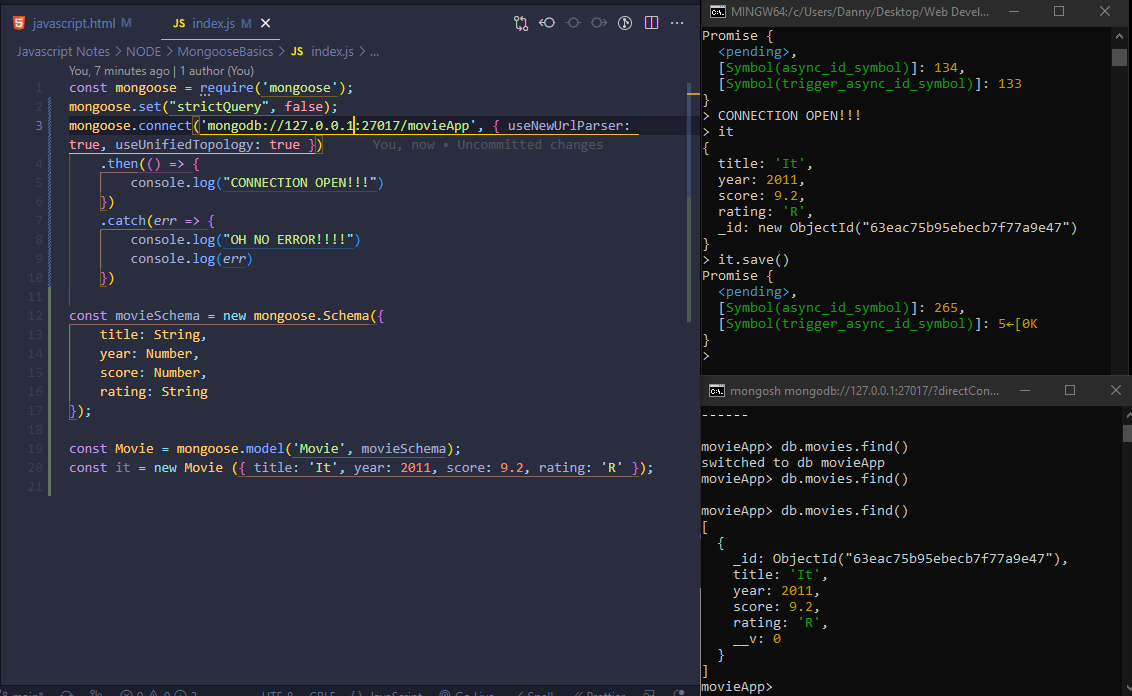 javascript.html M
JS index.js M
Javascript Notes > NODE > MongooseBasics > JS index.js > ...
You, 7 minutes ago | 1 author (You)
1 const mongoose = require('mongoose');
2 mongoose.set("strictQuery", false);
3 mongoose.connect('mongodb://127.0.0.1:27017/movieApp', { useNewUrlParser:
true, useUnifiedTopology: true }) You, now • Uncommitted changes
4 .then(() => {
5 console.log("CONNECTION OPEN!!!")
6 })
7 .catch(err => {
8 console.log("OH NO ERROR!!!!")
9 console.log(err)
10 })
11
12 const movieSchema = new mongoose.Schema({
13 title: String,
14 year: Number,
15 score: Number,
16 rating: String
17 });
18
19 const Movie = mongoose.model('Movie', movieSchema);
20 const it = new Movie ({ title: 'It', year: 2011, score: 9.2, rating: 'R' });
21
MINGW64:/c/Users/Danny/Desktop/Web Devel...
Promise {
<pending>,
[Symbol(async_id_symbol)]: 134,
[Symbol(trigger_async_id_symbol)]: 133
}
> CONNECTION OPEN!!!
> it
{
title: 'It',
year: 2011,
score: 9.2,
rating: 'R',
_id: new ObjectId("63eac75b95ebecb7f77a9e47")
}
> it.save()
Promise {
<pending>,
[Symbol(async_id_symbol)]: 265,
[Symbol(trigger_async_id_symbol)]: 5←[0K
}
>
mongosh mongodb://127.0.0.1:27017/?directCon...
------
movieApp> db.movies.find()
switched to db movieApp
movieApp> db.movies.find()
movieApp> db.movies.find()
[
{
_id: ObjectId("63eac75b95ebecb7f77a9e47"),
title: 'It',
year: 2011,
score: 9.2,
rating: 'R',
__v: 0
}
]
movieApp>
main* UTF-8 CRLF {} JavaScript Go Live Spell Prettier